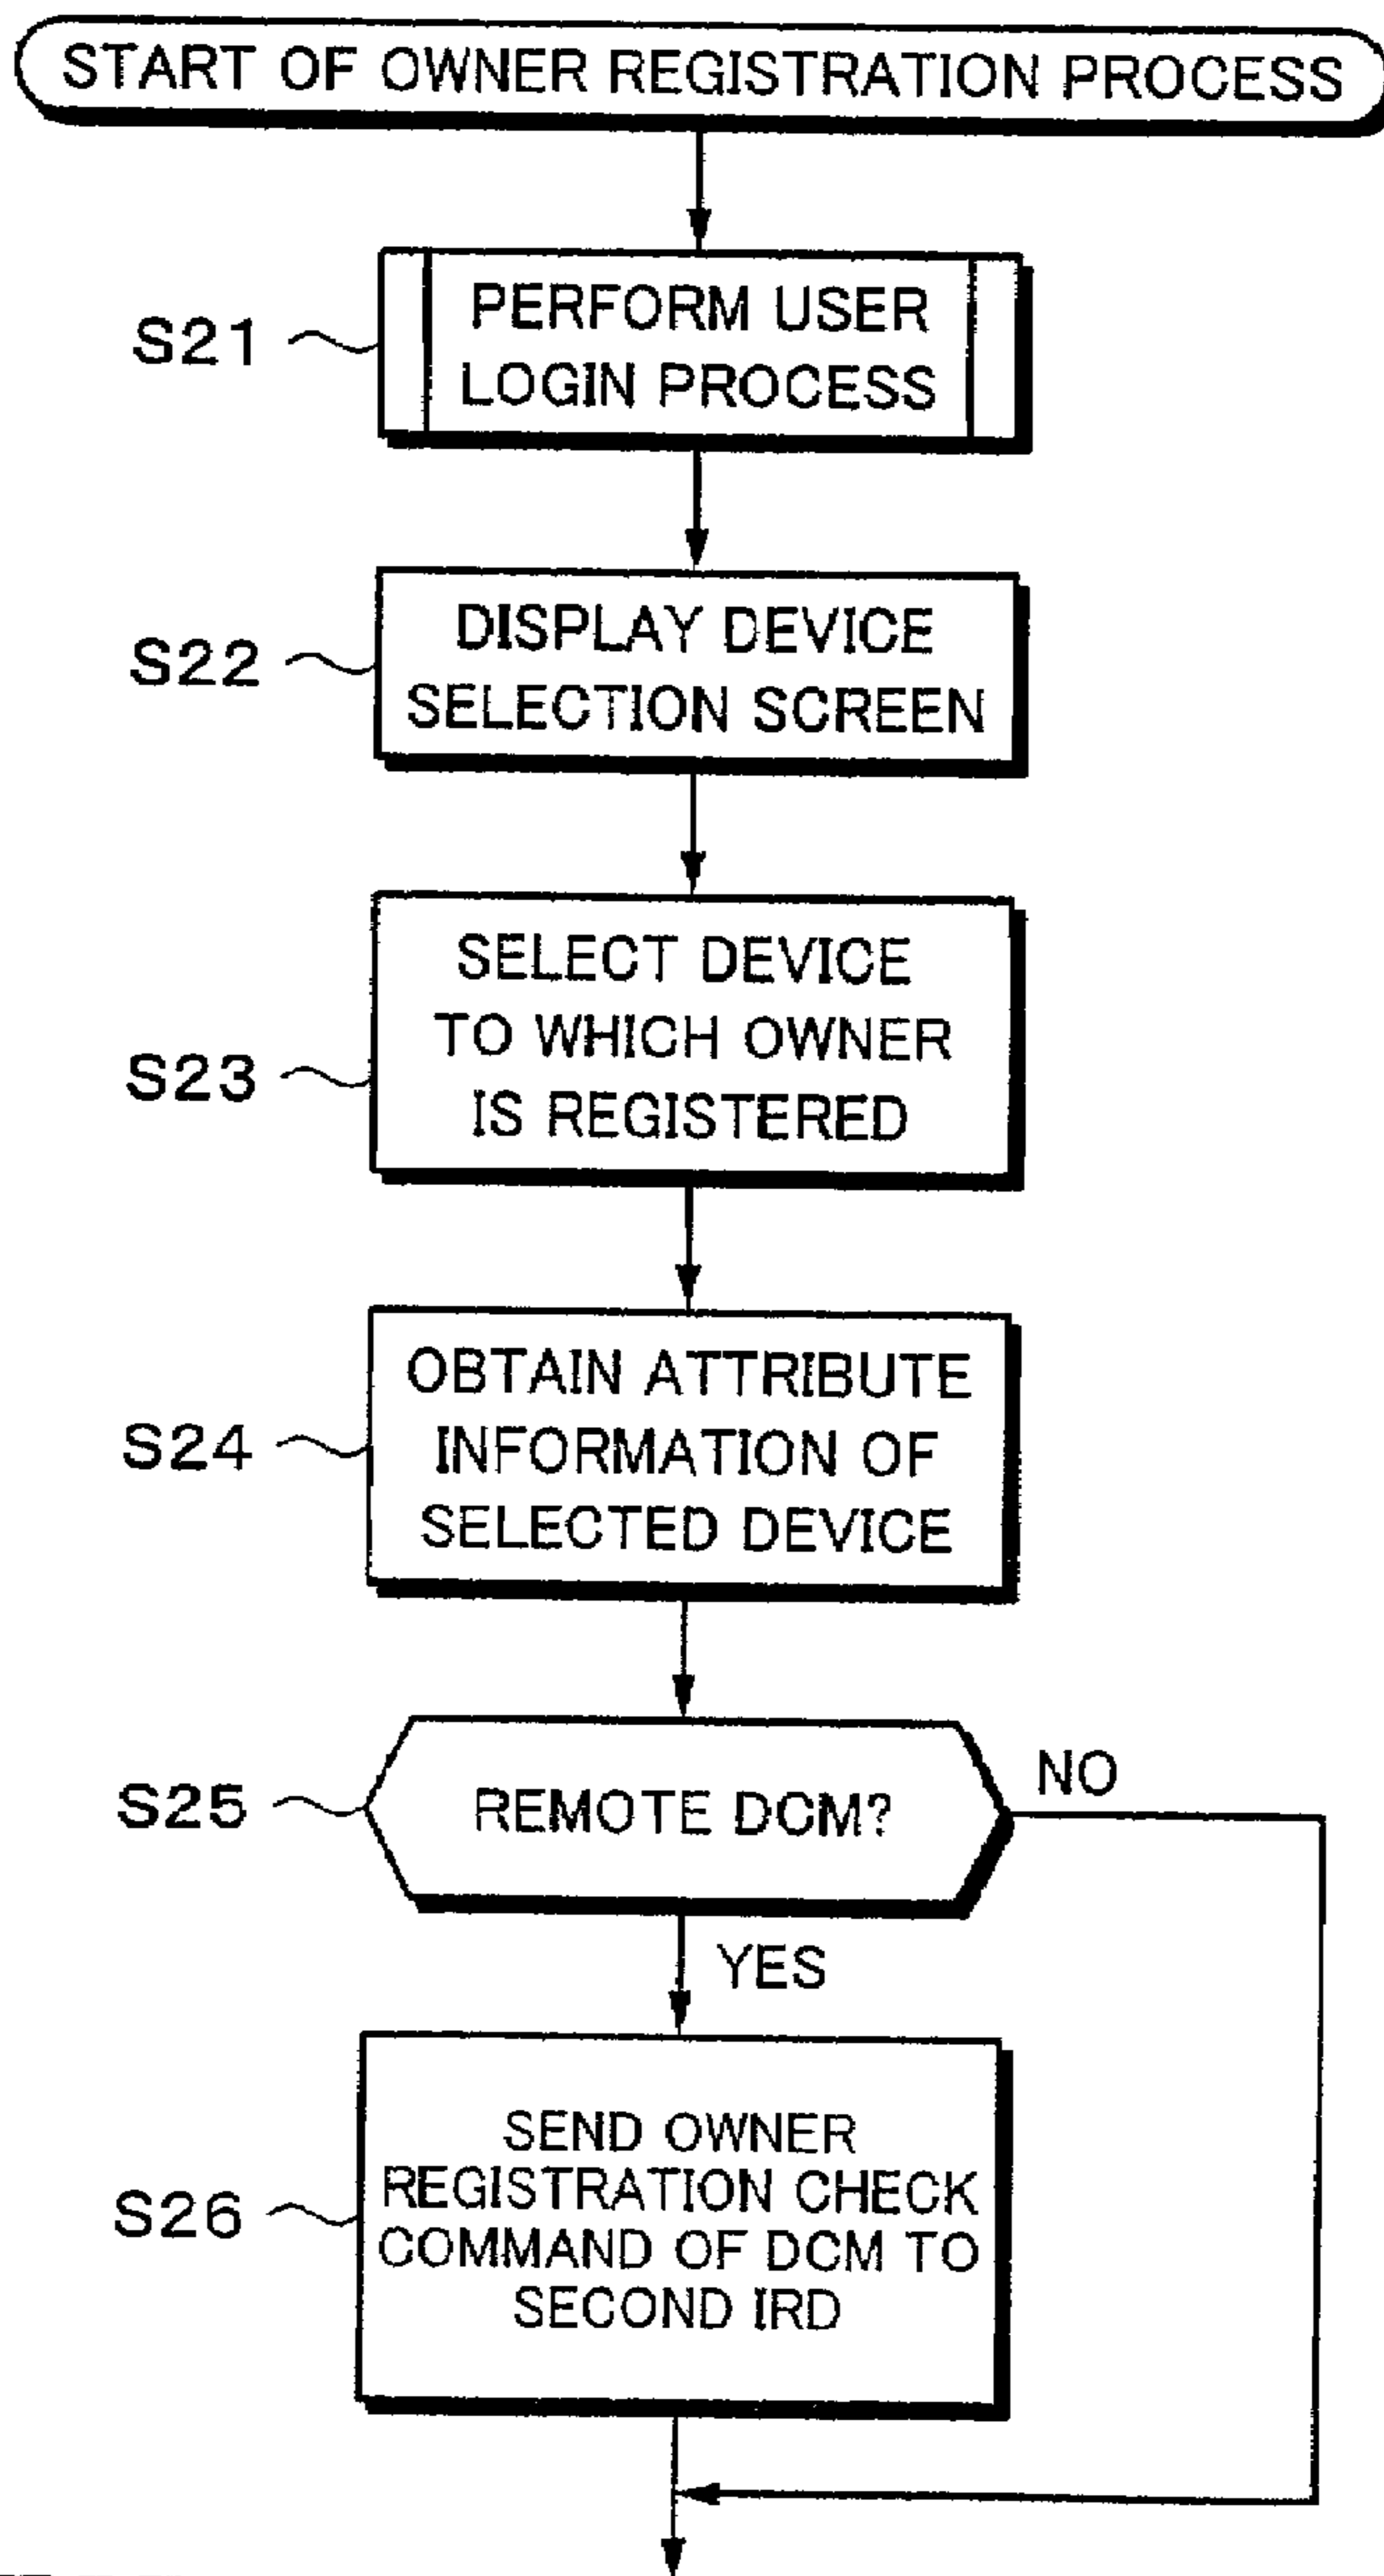 START OF OWNER REGISTRATION PROCESS
S21
PERFORM USER
LOGIN PROCESS
S22
DISPLAY DEVICE
SELECTION SCREEN
S23
SELECT DEVICE
TO WHICH OWNER
IS REGISTERED
S24
OBTAIN ATTRIBUTE
INFORMATION OF
SELECTED DEVICE
S25
REMOTE DCM?
NO
YES
S26
SEND OWNER
REGISTRATION CHECK
COMMAND OF DCM TO
SECOND IRD